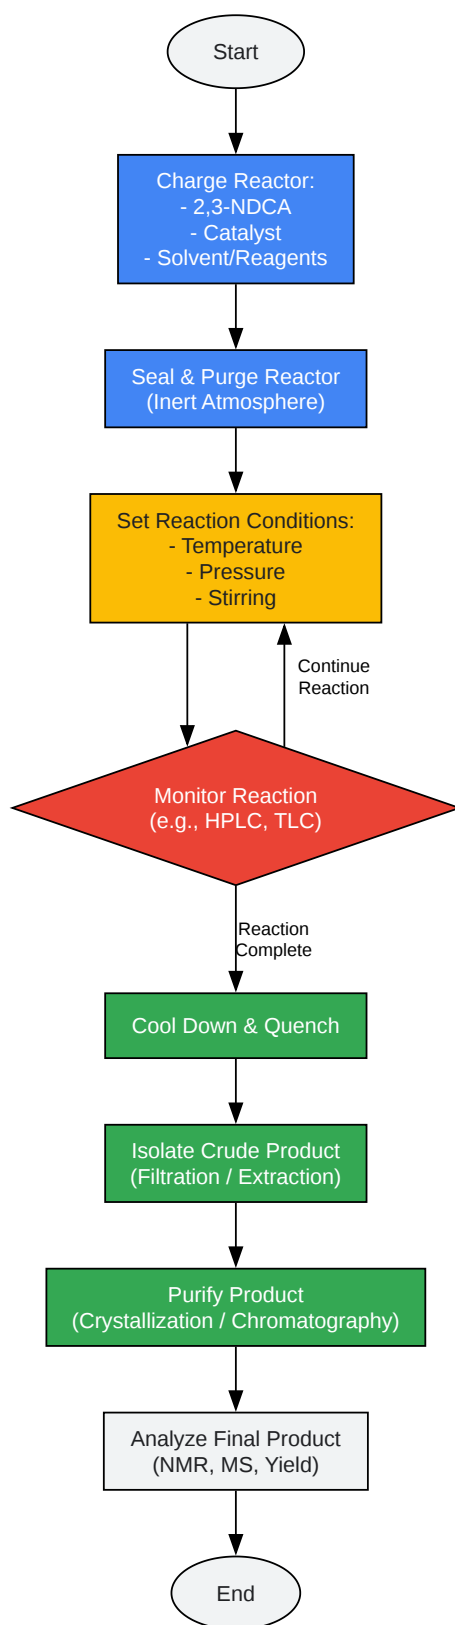 Start
Charge Reactor:
- 2,3-NDCA
- Catalyst
- Solvent/Reagents
Seal & Purge Reactor
(Inert Atmosphere)
Set Reaction Conditions:
- Temperature
- Pressure
- Stirring
Continue
Reaction
Monitor Reaction
(e.g., HPLC, TLC)
Reaction
Complete
Cool Down & Quench
Isolate Crude Product
(Filtration / Extraction)
Purify Product
(Crystallization / Chromatography)
Analyze Final Product
(NMR, MS, Yield)
End